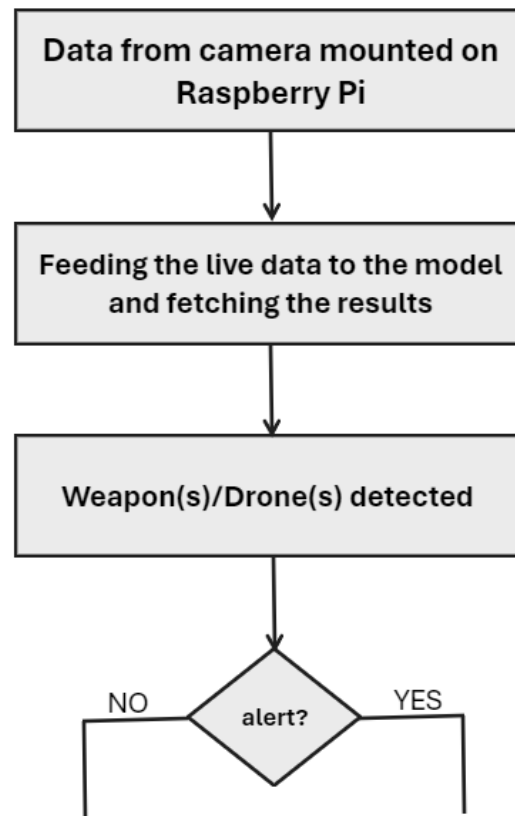 Data from camera mounted on
Raspberry Pi
Feeding the live data to the model
and fetching the results
Weapon(s)/Drone(s) detected
NO
alert?
YES